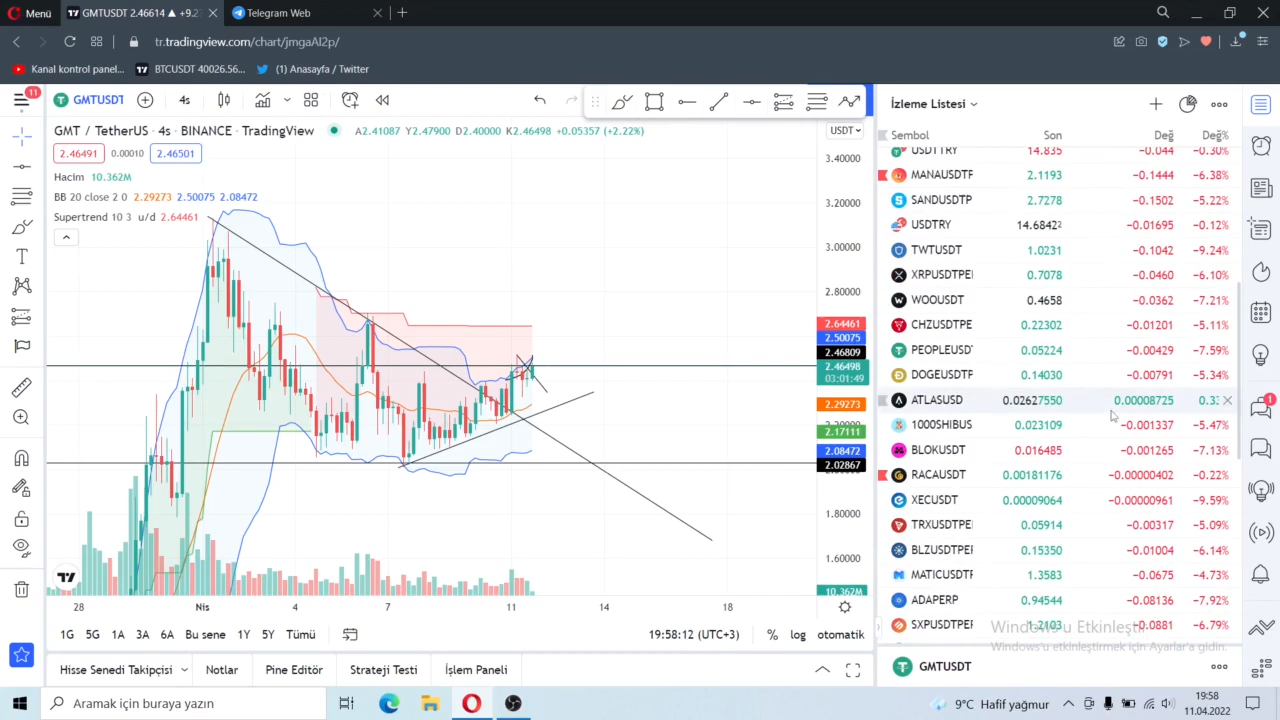 Menü
GMTUSDT 2.46614 ▲ +9.2
Telegram Web
tr.tradingview.com/chart/jmgaAI2p/
Kanal kontrol panel...
BTCUSDT 40026.56...
(1) Anasayfa / Twitter
11
GMTUSDT
4s
İzleme Listesi
GMT / TetherUS · 4s · BINANCE · TradingView
A2.41087 Y2.47900 D2.40000 K2.46498 +0.05357 (+2.22%)
USDT
2.46491 0.00010 2.46501
Hacim 10.362M
BB 20 close 2 0 2.29273 2.50075 2.08472
Supertrend 10 3 u/d 2.64461
3.40000
3.20000
3.00000
2.80000
2.64461
2.50075
2.46809
2.46498
03:01:49
2.29273
2.17111
2.08472
2.02867
1.80000
1.60000
10.362M
28 Nis 4 7 11 14 18
1G 5G 1A 3A 6A Bu sene 1Y 5Y Tümü
19:58:12 (UTC+3) % log otomatik
Hisse Senedi Takipçisi Notlar Pine Editör Strateji Testi İşlem Paneli
Sembol Son Değ Değ%
USDTTRY 14.835 −0.044 −0.30%
MANAUSDTF 2.1193 −0.1444 −6.38%
SANDUSDTP 2.7278 −0.1502 −5.22%
USDTRY 14.6842² −0.01695 −0.12%
TWTUSDT 1.0231 −0.1042 −9.24%
XRPUSDTPEI 0.7078 −0.0460 −6.10%
WOOUSDT 0.4658 −0.0362 −7.21%
CHZUSDTPE 0.22302 −0.01201 −5.11%
PEOPLEUSD 0.05224 −0.00429 −7.59%
DOGEUSDT 0.14030 −0.00791 −5.34%
ATLASUSD 0.02627550 0.00008725 0.3
1000SHIBUS 0.023109 −0.001337 −5.47%
BLOKUSDT 0.016485 −0.001265 −7.13%
RACAUSDT 0.00181176 −0.00000402 −0.22%
XECUSDT 0.00009064 −0.00000961 −9.59%
TRXUSDTPE 0.05914 −0.00317 −5.09%
BLZUSDTPEI 0.15350 −0.01004 −6.14%
MATICUSDTF 1.3583 −0.0675 −4.73%
ADAPERP 0.94544 −0.08136 −7.92%
SXPUSDTPEF 1.2103 −0.0881 −6.79%
Windows'u Etkinleştir
Windows'u etkinleştirmek için Ayarlar'a gidin.
GMTUSDT
1
Aramak için buraya yazın
9°C Hafif yağmur
19:58
11.04.2022